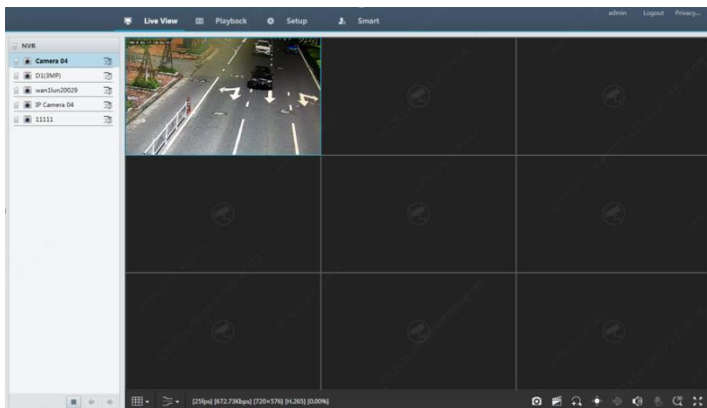 admin Logout Privacy...
Live View Playback Setup Smart
NVR
Camera 04
D1(3MP)
wan1lun20029
IP Camera 04
11111
[25fps] [672.73Kbps] [720×576] [H.265] [0.00%]